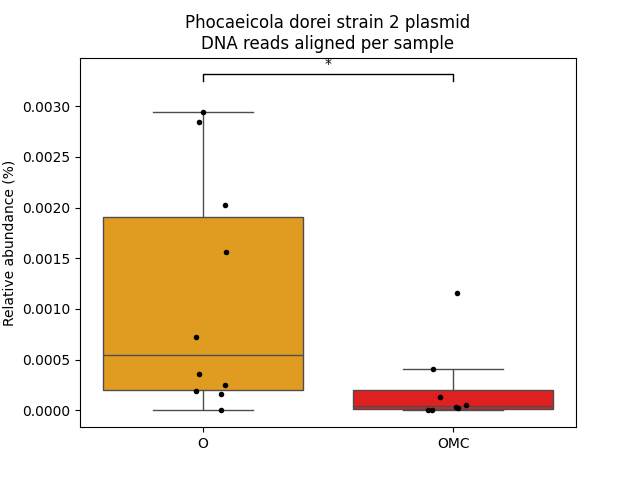 Phocaeicola dorei strain 2 plasmid
DNA reads aligned per sample
*
0.0030
0.0025
0.0020
0.0015
0.0010
0.0005
0.0000
Relative abundance (%)
O
OMC